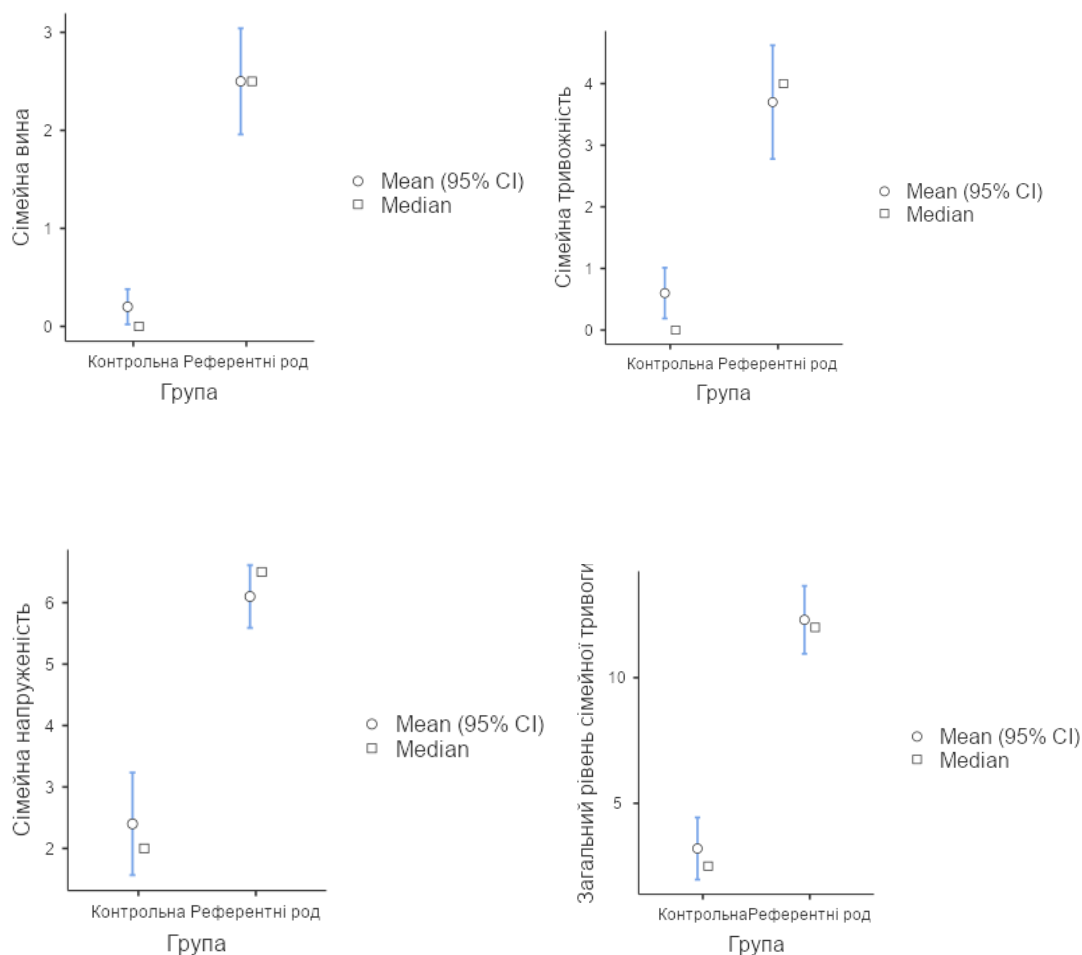 Сімейна вина
3
2
1
0
Контрольна Референтні род
Група
Mean (95% CI)
Median
Сімейна тривожність
4
3
2
1
0
Контрольна Референтні род
Група
Mean (95% CI)
Median
Сімейна напруженість
6
5
4
3
2
Контрольна Референтні род
Група
Mean (95% CI)
Median
Загальний рівень сімейної тривоги
10
5
КонтрольнаРеферентні род
Група
Mean (95% CI)
Median